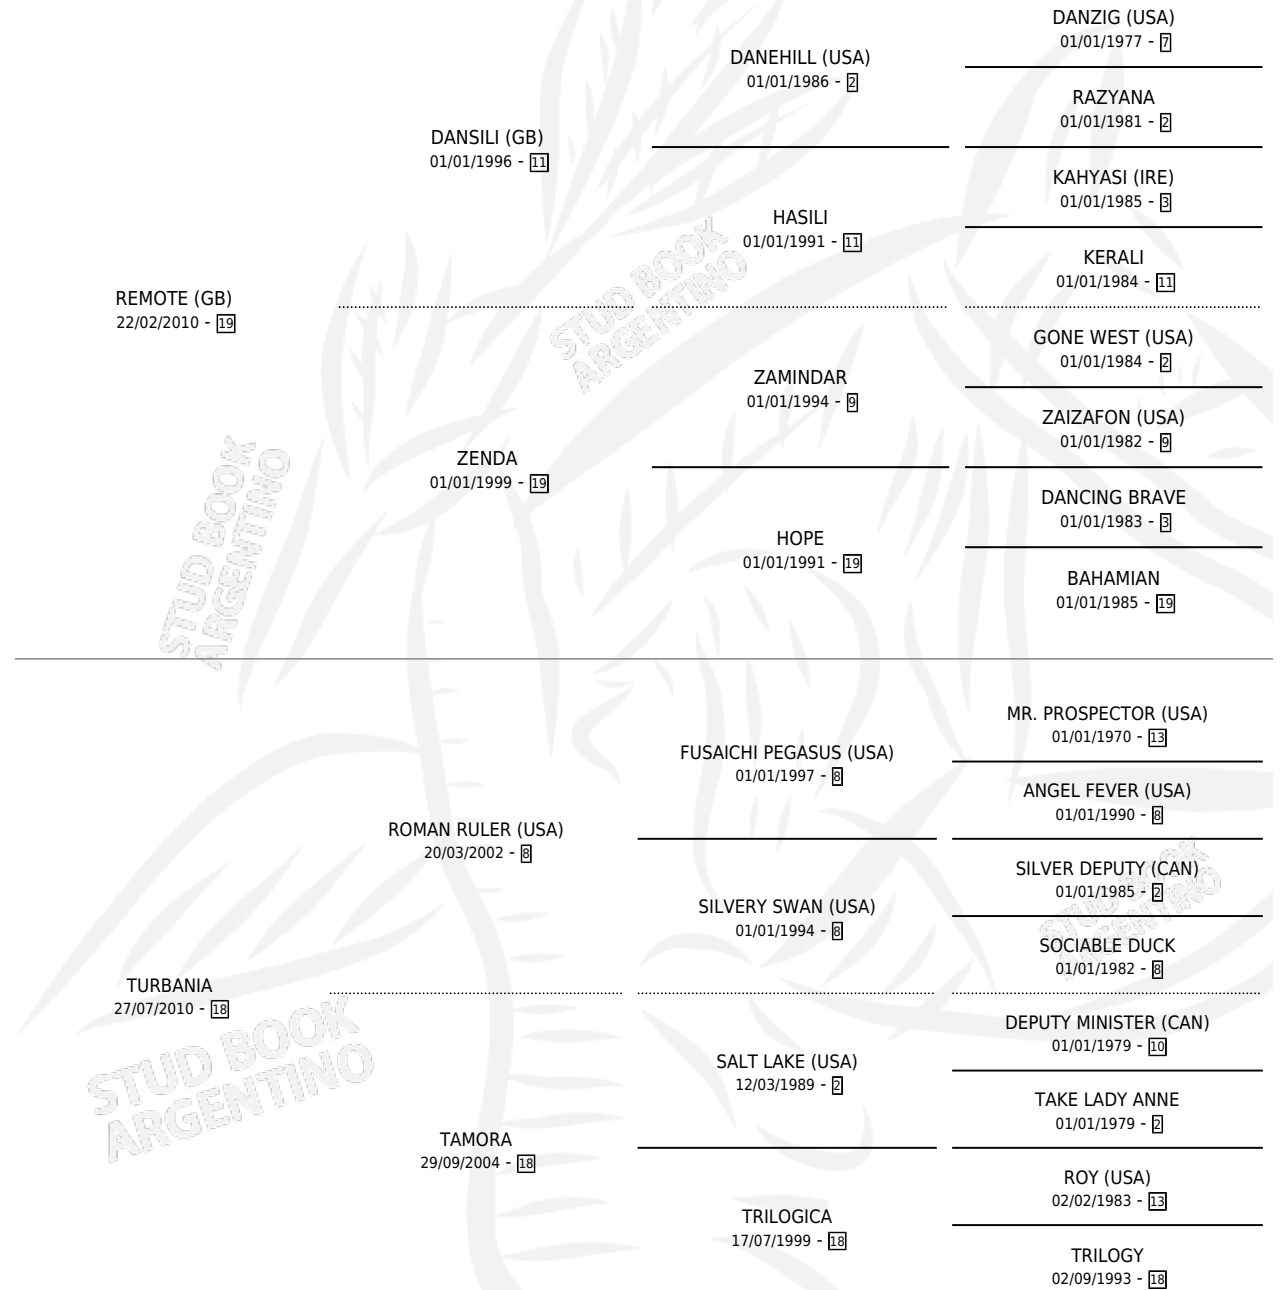 DANZIG (USA)
01/01/1977 - 7
DANEHILL (USA)
01/01/1986 - 2
RAZYANA
01/01/1981 - 2
DANSILI (GB)
01/01/1996 - 11
KAHYASI (IRE)
01/01/1985 - 3
HASILI
01/01/1991 - 11
KERALI
01/01/1984 - 11
REMOTE (GB)
22/02/2010 - 19
GONE WEST (USA)
01/01/1984 - 2
ZAMINDAR
01/01/1994 - 9
ZAIZAFON (USA)
01/01/1982 - 9
ZENDA
01/01/1999 - 19
DANCING BRAVE
01/01/1983 - 3
HOPE
01/01/1991 - 19
BAHAMIAN
01/01/1985 - 19
MR. PROSPECTOR (USA)
01/01/1970 - 13
FUSAICHI PEGASUS (USA)
01/01/1997 - 8
ANGEL FEVER (USA)
01/01/1990 - 8
ROMAN RULER (USA)
20/03/2002 - 8
SILVER DEPUTY (CAN)
01/01/1985 - 2
SILVERY SWAN (USA)
01/01/1994 - 8
SOCIABLE DUCK
01/01/1982 - 8
TURBANIA
27/07/2010 - 18
DEPUTY MINISTER (CAN)
01/01/1979 - 10
SALT LAKE (USA)
12/03/1989 - 2
TAKE LADY ANNE
01/01/1979 - 2
TAMORA
29/09/2004 - 18
ROY (USA)
02/02/1983 - 13
TRILOGICA
17/07/1999 - 18
TRILOGY
02/09/1993 - 18
STUD BOOK
ARGENTINO
STUD BOOK
ARGENTINO
STUD BOOK
ARGENTINO
STUD BOOK
ARGENTINO